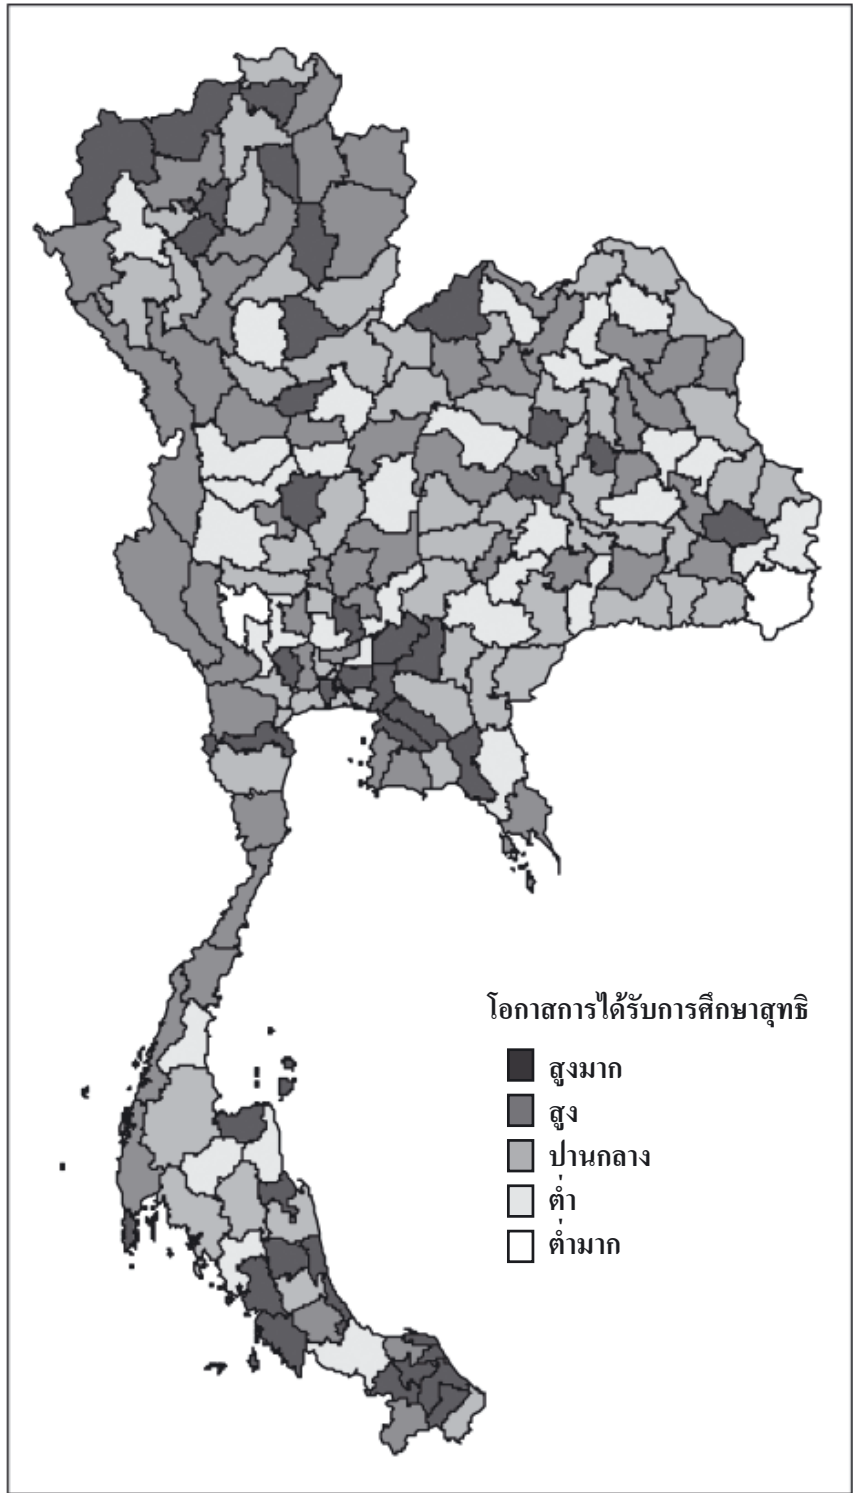 โอกาสการได้รับการศึกษาสุทธิ
สูงมาก
สูง
ปานกลาง
ต่ำ
ต่ำมาก